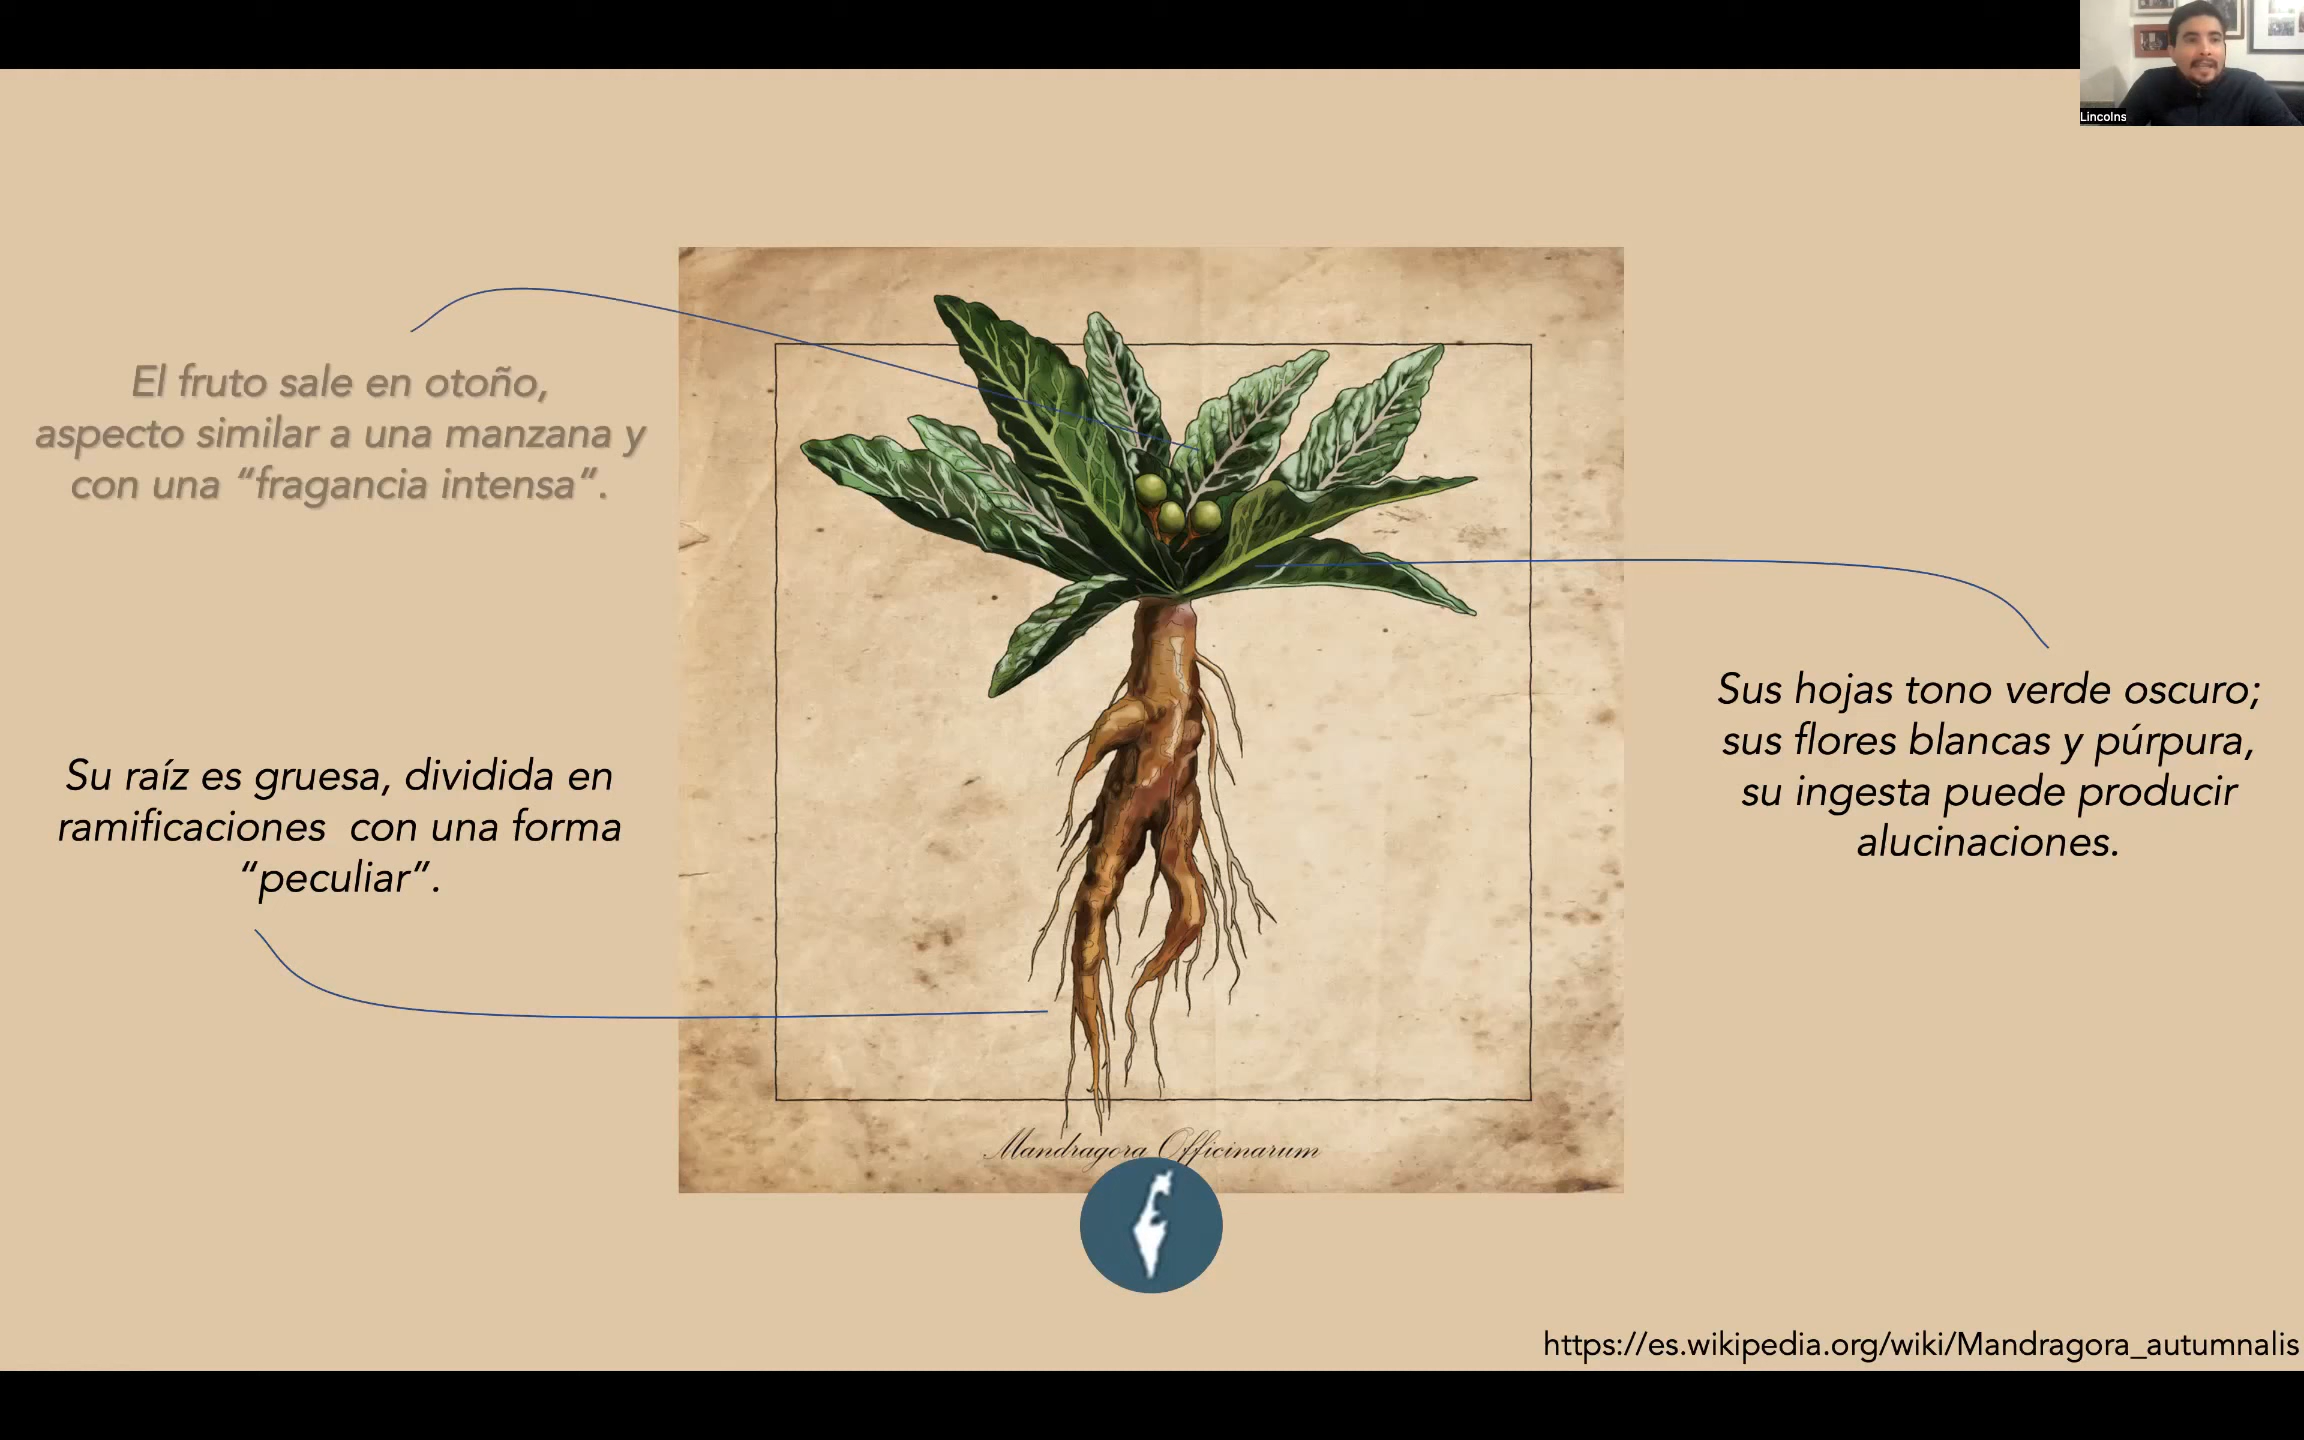 Lincolns
El fruto sale en otoño,
aspecto similar a una manzana y
con una “fragancia intensa”.
Sus hojas tono verde oscuro;
sus flores blancas y púrpura,
su ingesta puede producir
alucinaciones.
Su raíz es gruesa, dividida en
ramificaciones con una forma
“peculiar”.
Mandragora Officinarum
https://es.wikipedia.org/wiki/Mandragora_autumnalis